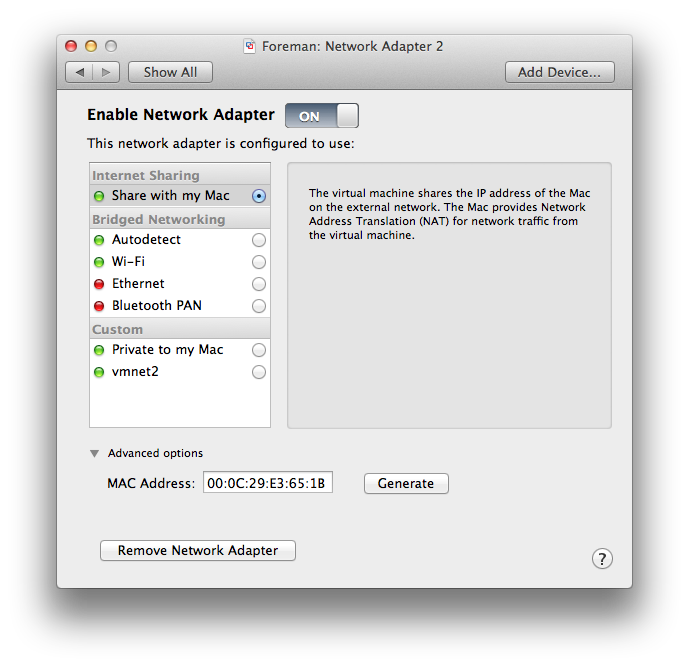 Foreman: Network Adapter 2
Show All
Add Device...
Enable Network Adapter
ON
This network adapter is configured to use:
Internet Sharing
Share with my Mac
Bridged Networking
Autodetect
Wi-Fi
Ethernet
Bluetooth PAN
Custom
Private to my Mac
vmnet2
The virtual machine shares the IP address of the Mac
on the external network. The Mac provides Network
Address Translation (NAT) for network traffic from
the virtual machine.
Advanced options
MAC Address: 00:0C:29:E3:65:1B
Generate
Remove Network Adapter
?